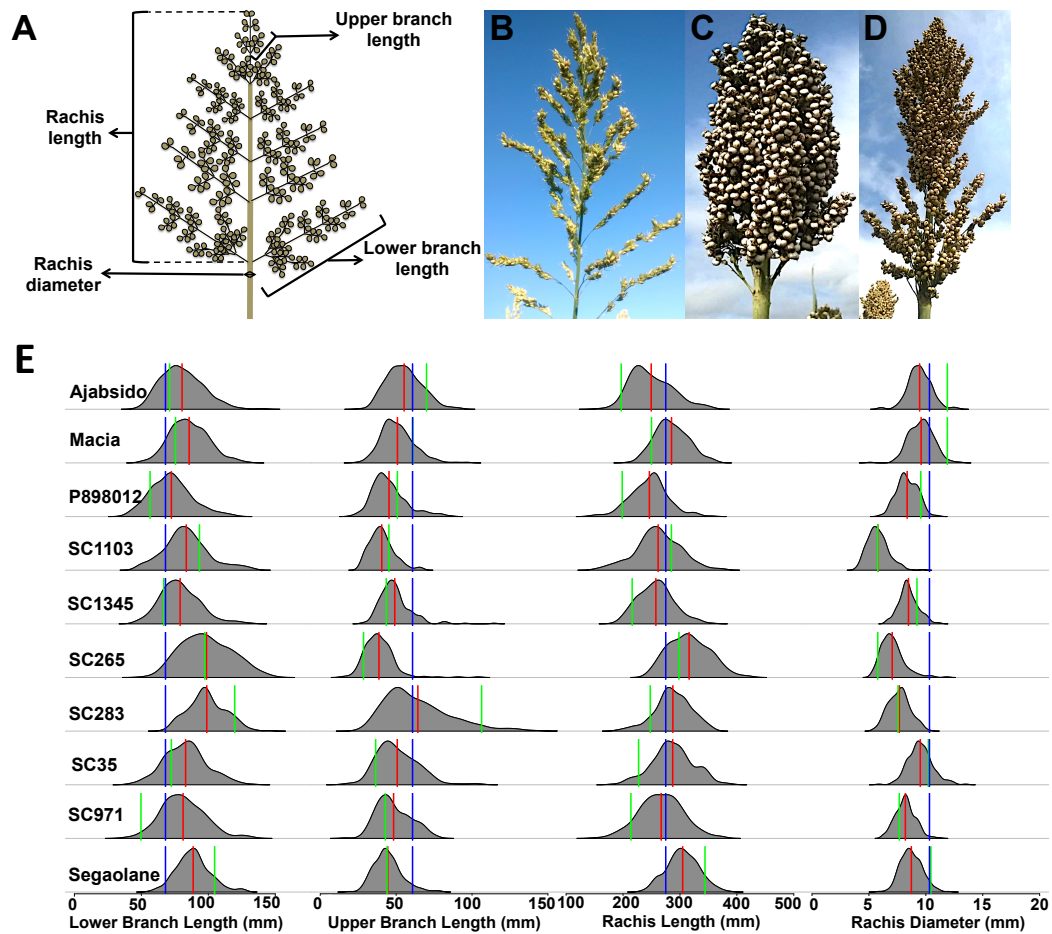 A
Upper branch
length
Rachis
length
Rachis
diameter
Lower branch
length
B
C
D
E
Ajabsido
Macia
P898012
SC1103
SC1345
SC265
SC283
SC35
SC971
Segaolane
0 50 100 150
Lower Branch Length (mm)
0 50 100 150
Upper Branch Length (mm)
100 200 300 400 500
Rachis Length (mm)
0 5 10 15 20
Rachis Diameter (mm)